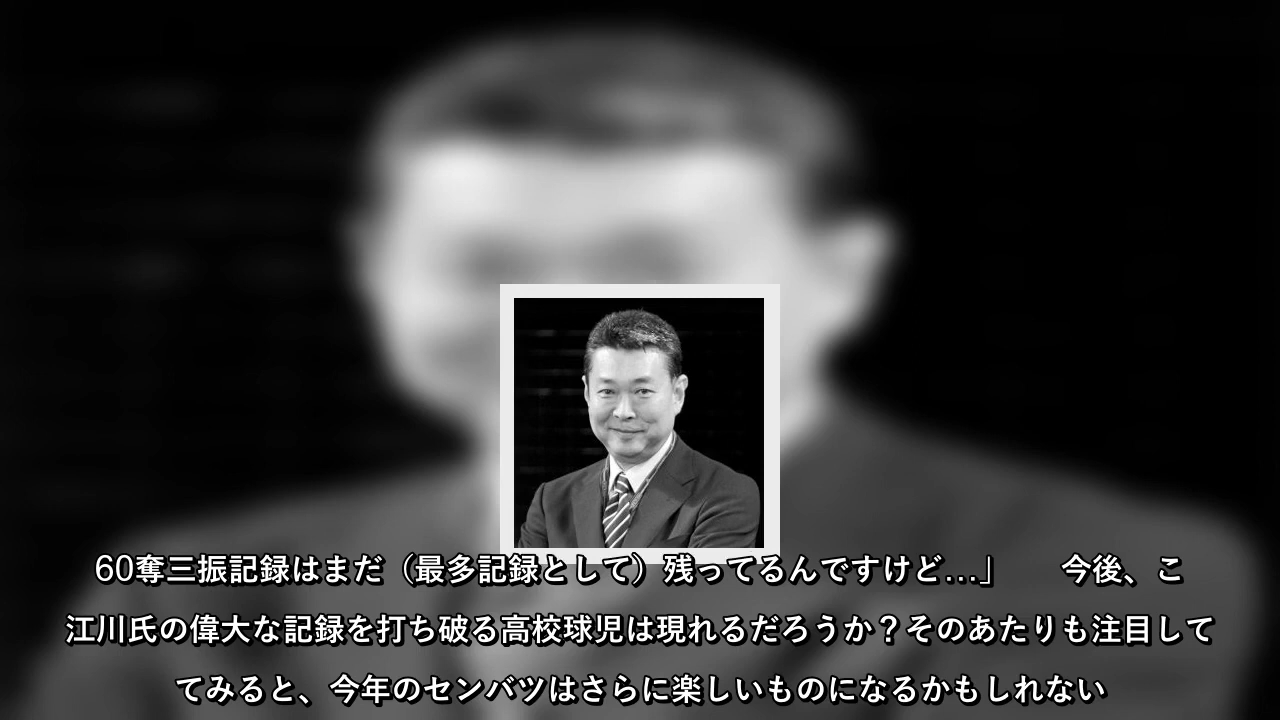 60奪三振記録はまだ（最多記録として）残ってるんですけど…」　　今後、こ
江川氏の偉大な記録を打ち破る高校球児は現れるだろうか？そのあたりも注目して
てみると、今年のセンバツはさらに楽しいものになるかもしれない